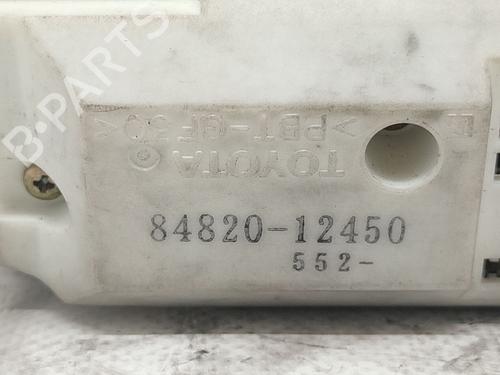 B-PARTS
>PBT-GF30<
TOYOTA
84820-12450
552-